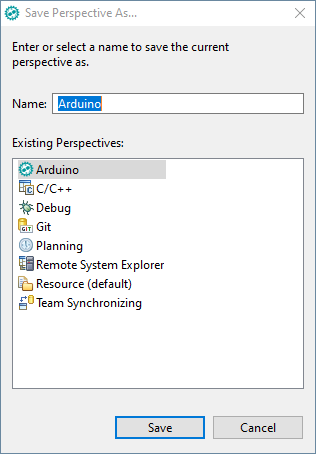 Save Perspective As...
Enter or select a name to save the current
perspective as.
Name: Arduino
Existing Perspectives:
Arduino
C/C++
Debug
Git
Planning
Remote System Explorer
Resource (default)
Team Synchronizing
Save Cancel